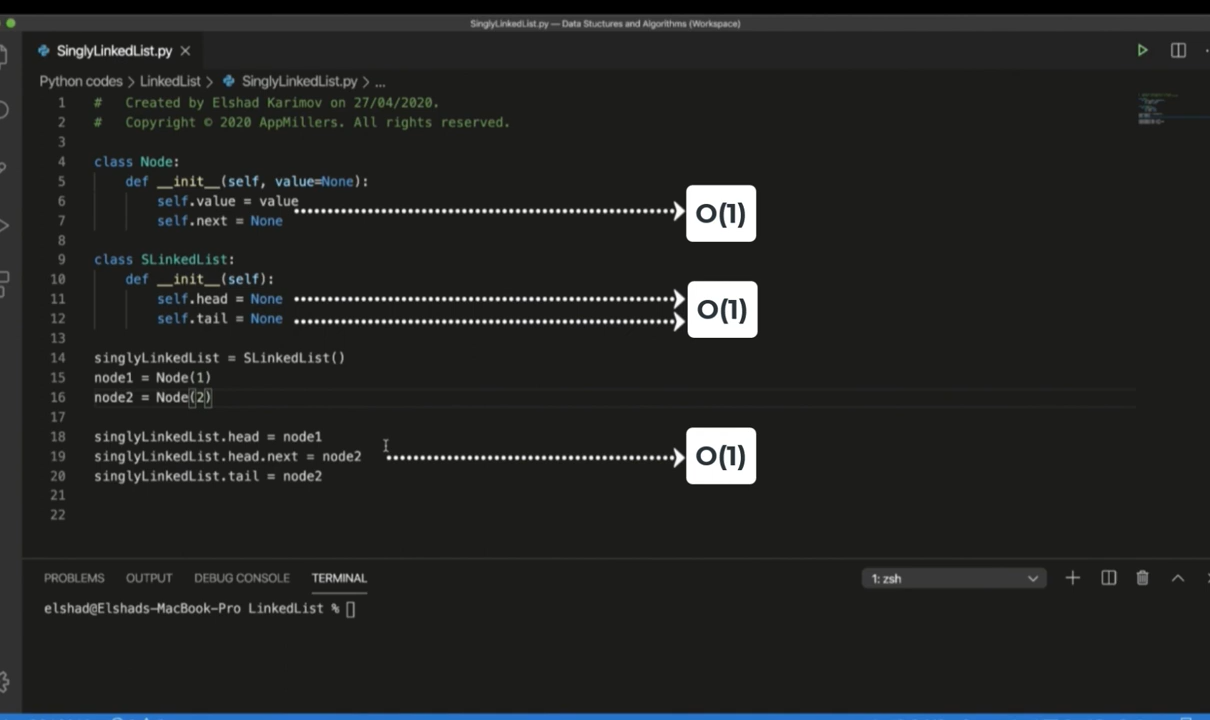 SinglyLinkedList.py — Data Stuctures and Algorithms (Workspace)
SinglyLinkedList.py
Python codes > LinkedList > SinglyLinkedList.py > ...
1 # Created by Elshad Karimov on 27/04/2020.
2 # Copyright © 2020 AppMillers. All rights reserved.
3
4 class Node:
5 def __init__(self, value=None):
6 self.value = value
7 self.next = None
O(1)
8
9 class SLinkedList:
10 def __init__(self):
11 self.head = None
12 self.tail = None
O(1)
13
14 singlyLinkedList = SLinkedList()
15 node1 = Node(1)
16 node2 = Node(2)
17
18 singlyLinkedList.head = node1
19 singlyLinkedList.head.next = node2
O(1)
20 singlyLinkedList.tail = node2
21
22
PROBLEMS OUTPUT DEBUG CONSOLE TERMINAL 1: zsh
elshad@Elshads-MacBook-Pro LinkedList %